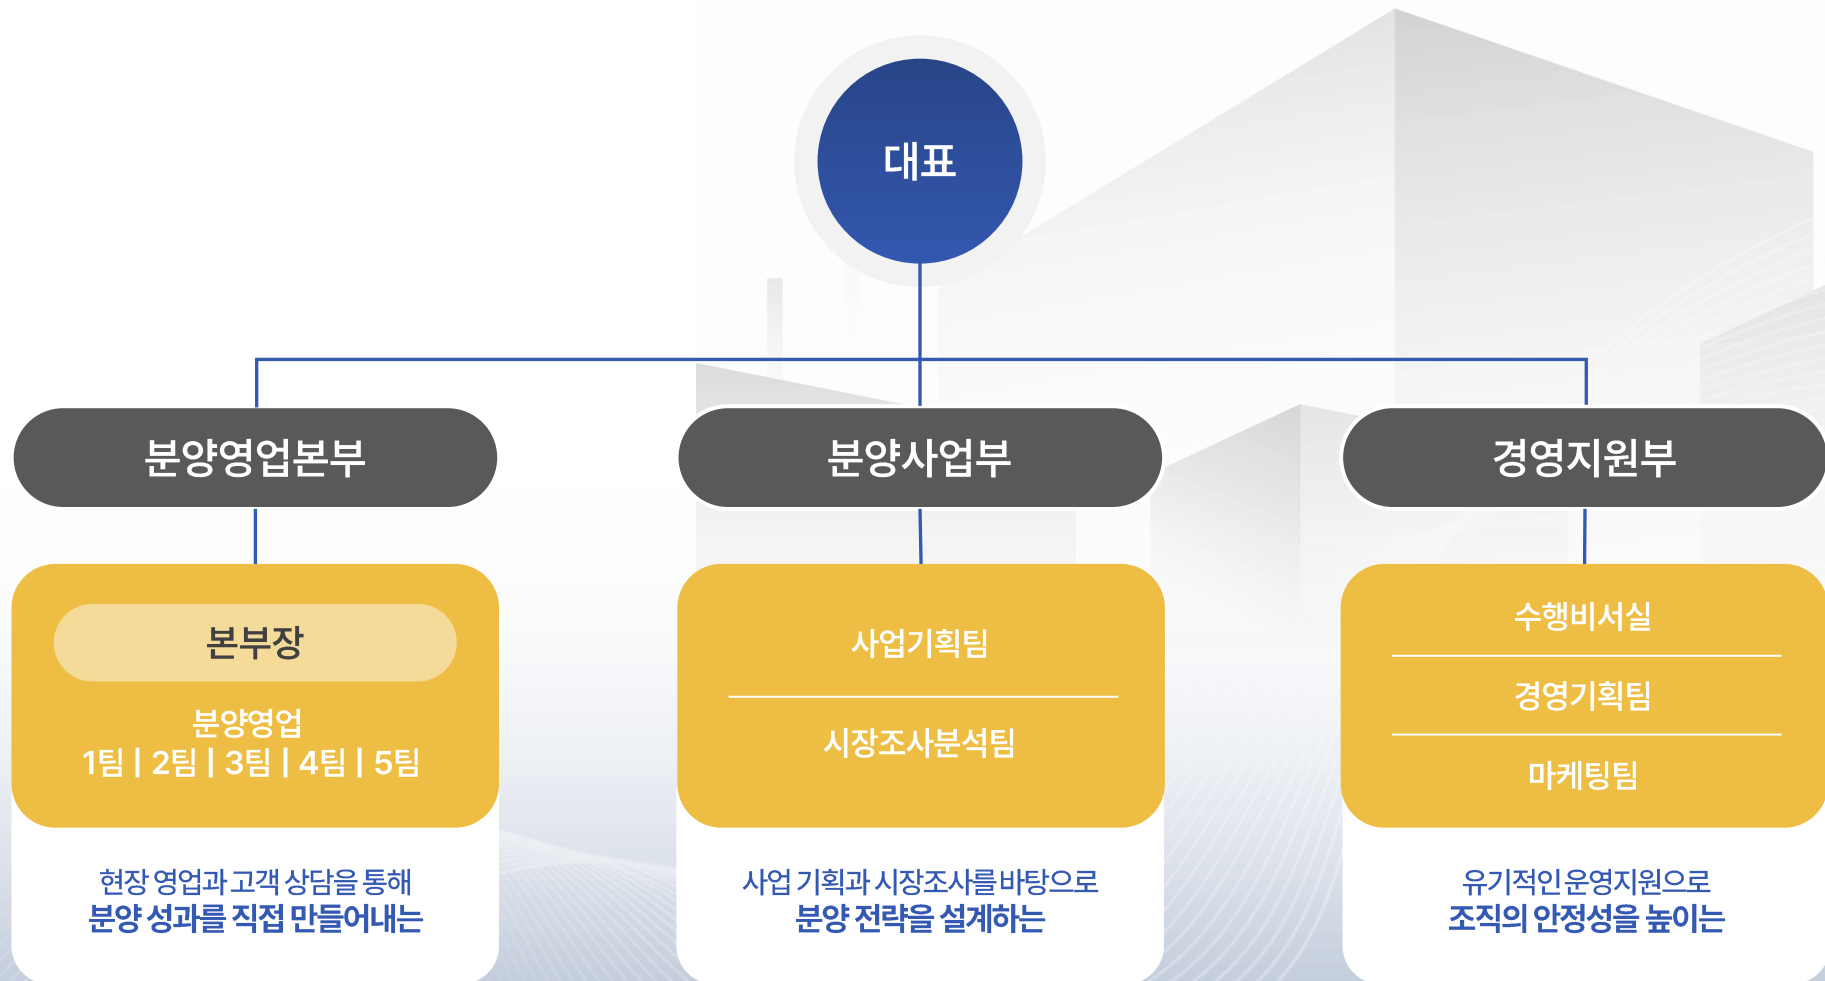 대표
분양영업본부
본부장
분양영업
1팀 | 2팀 | 3팀 | 4팀 | 5팀
현장 영업과 고객 상담을 통해
분양 성과를 직접 만들어내는
분양사업부
사업기획팀
시장조사분석팀
사업 기획과 시장조사를 바탕으로
분양 전략을 설계하는
경영지원부
수행비서실
경영기획팀
마케팅팀
유기적인 운영지원으로
조직의 안정성을 높이는